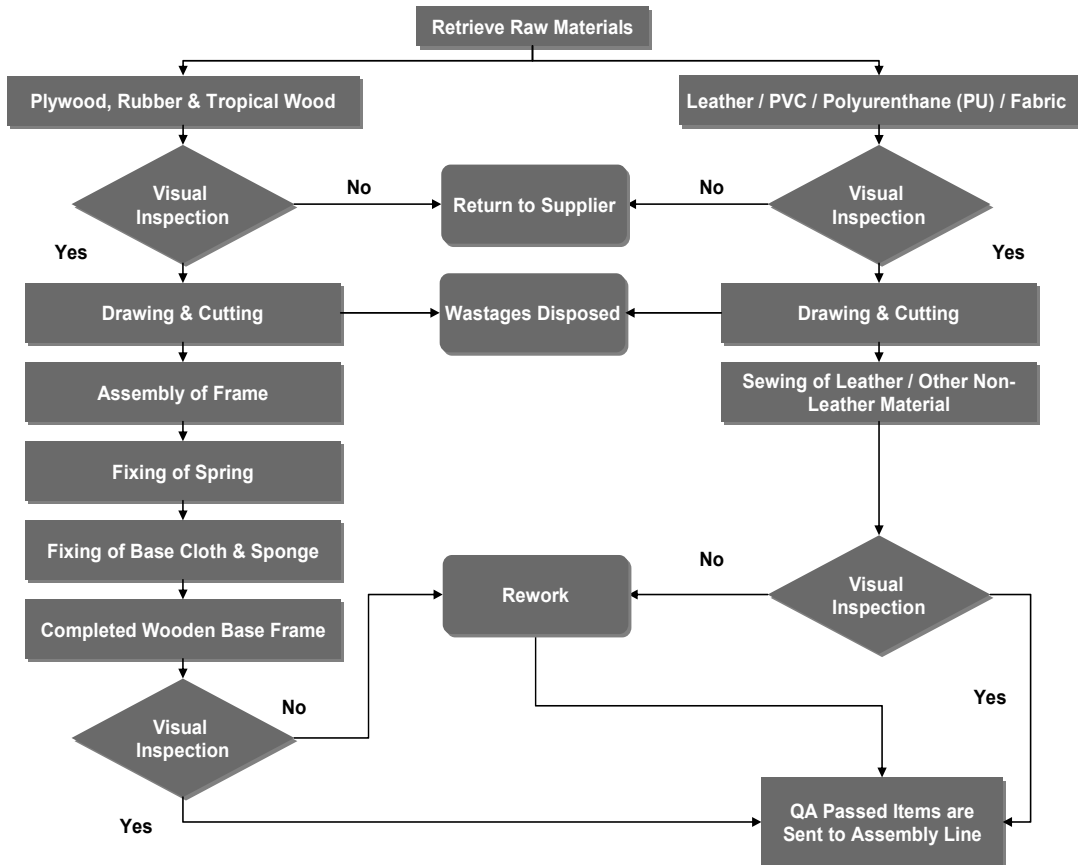 Retrieve Raw Materials
Plywood, Rubber & Tropical Wood
Leather / PVC / Polyurenthane (PU) / Fabric
Visual
Inspection
No
Return to Supplier
No
Visual
Inspection
Yes
Yes
Drawing & Cutting
Wastages Disposed
Drawing & Cutting
Assembly of Frame
Sewing of Leather / Other Non-
Leather Material
Fixing of Spring
Fixing of Base Cloth & Sponge
Rework
No
Visual
Inspection
Completed Wooden Base Frame
Visual
Inspection
No
Yes
Yes
QA Passed Items are
Sent to Assembly Line